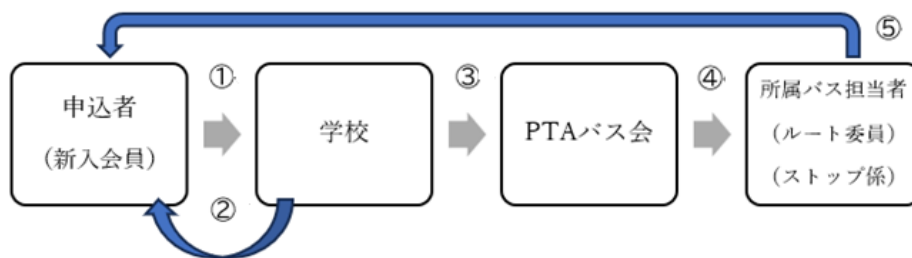 ⑤
①
③
④
申込者
(新入会員)
学校
PTAバス会
所属バス担当者
(ルート委員)
(ストップ係)
②